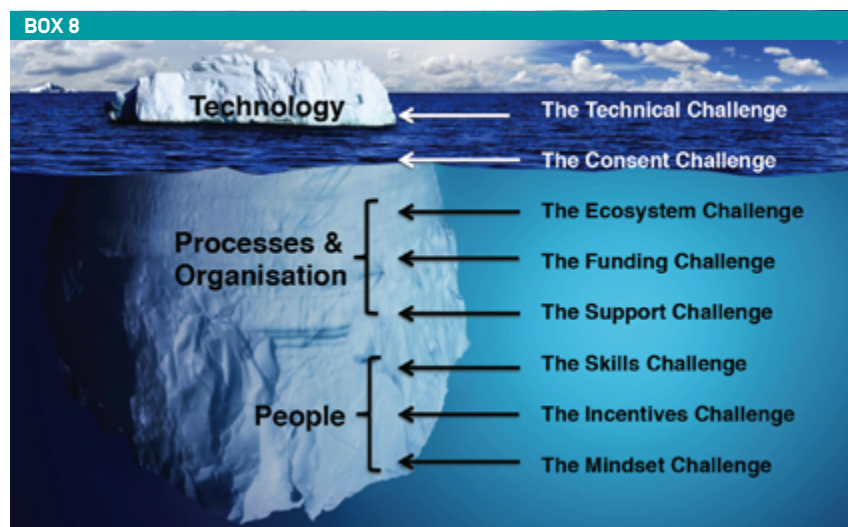 BOX 8
Technology
The Technical Challenge
The Consent Challenge
Processes &
Organisation
The Ecosystem Challenge
The Funding Challenge
The Support Challenge
People
The Skills Challenge
The Incentives Challenge
The Mindset Challenge